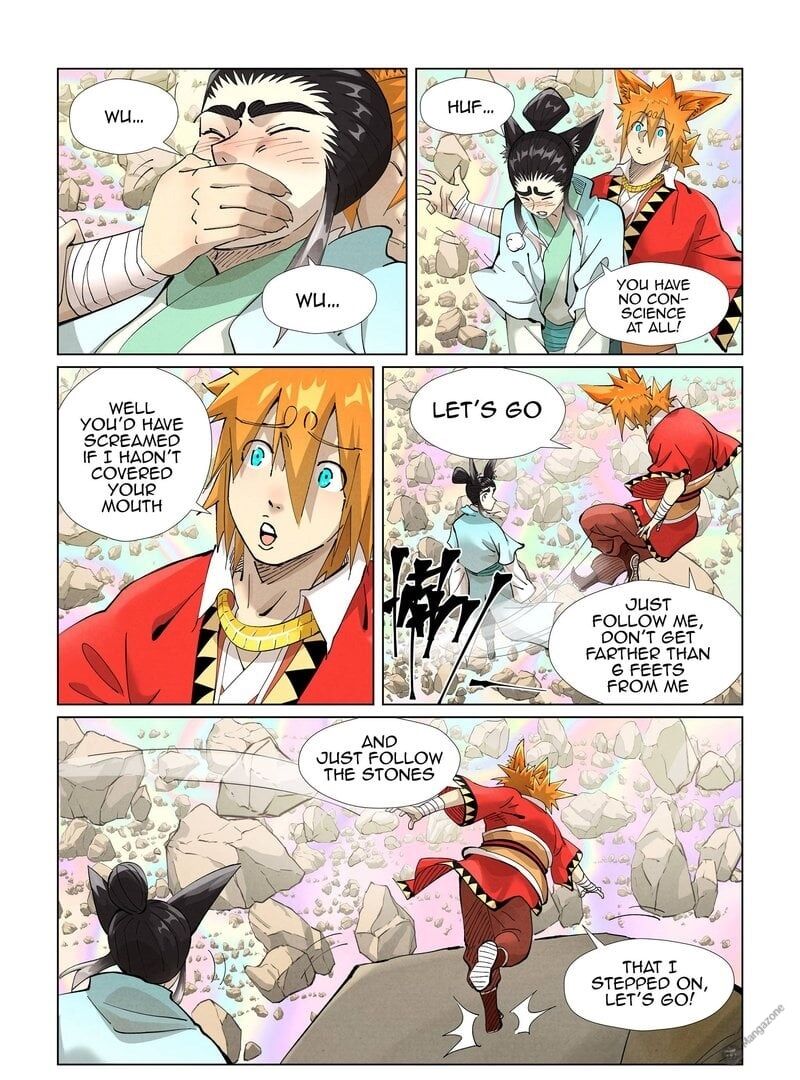 WU...
WU...
HUF...
YOU HAVE
NO CON-
SCIENCE
AT ALL!
WELL
YOU'D HAVE
SCREAMED
IF I HADN'T
COVERED
YOUR
MOUTH
LET'S GO
JUST
FOLLOW ME,
DON'T GET
FARTHER THAN
6 FEETS
FROM ME
AND
JUST FOLLOW
THE STONES
THAT I
STEPPED ON,
LET'S GO!
Mangazone